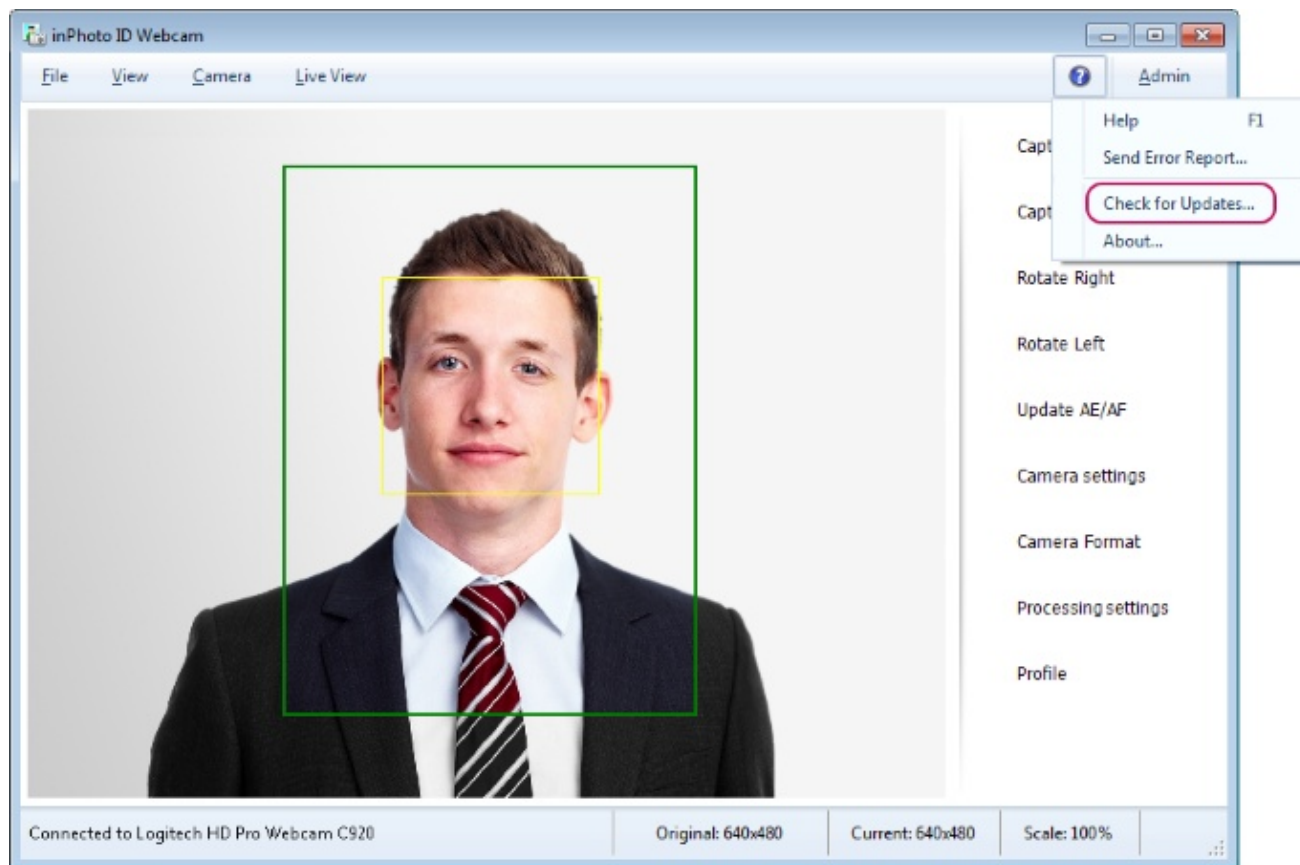 inPhoto ID Webcam
File View Camera Live View Admin
Help F1
Send Error Report...
Check for Updates...
About...
Capt
Capt
Rotate Right
Rotate Left
Update AE/AF
Camera settings
Camera Format
Processing settings
Profile
Connected to Logitech HD Pro Webcam C920 Original: 640x480 Current: 640x480 Scale: 100%